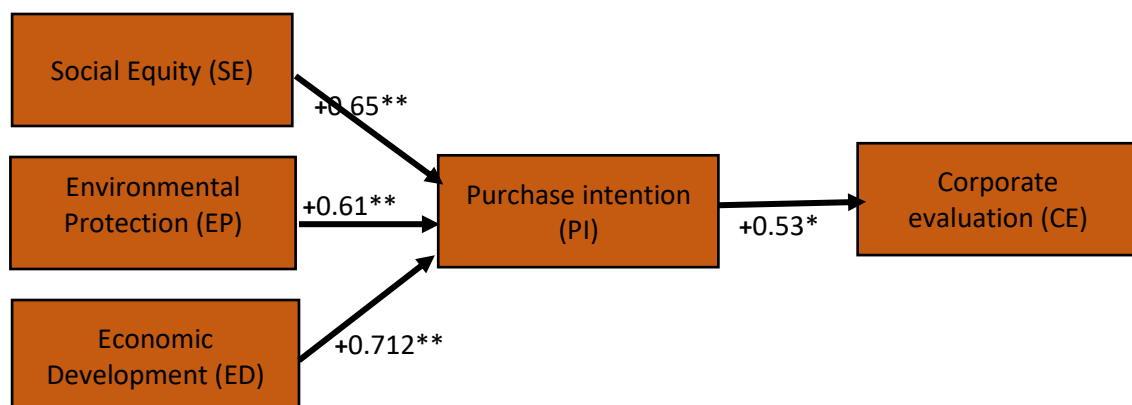 Social Equity (SE)
+0.65**
Environmental
Protection (EP)
+0.61**
Economic
Development (ED)
+0.712**
Purchase intention
(PI)
+0.53*
Corporate
evaluation (CE)